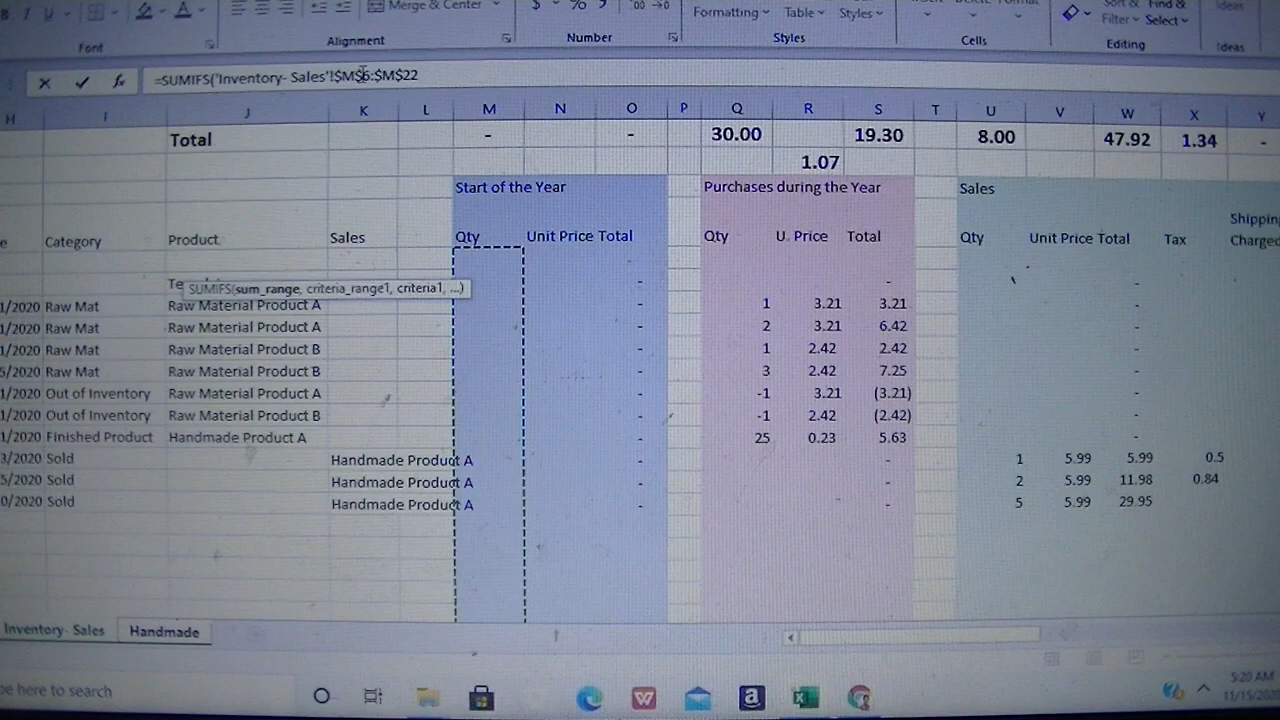 B I U
Merge & Center
$ % 9
Formatting Table Styles
Filter Select
Ideas
Font Alignment Number Styles Cells Editing Ideas
fx =SUMIFS('Inventory- Sales'!$M$6:$M$22
H I J K L M N O P Q R S T U V W X Y
Total - - 30.00 19.30 8.00 47.92 1.34 -
1.07
Start of the Year Purchases during the Year Sales
Category Product Sales Qty Unit Price Total Qty U. Price Total Qty Unit Price Total Tax Charged
SUMIFS(sum_range, criteria_range1, criteria1, ...) - - -
1/2020 Raw Mat Raw Material Product A - 1 3.21 3.21 -
1/2020 Raw Mat Raw Material Product A - 2 3.21 6.42 -
1/2020 Raw Mat Raw Material Product B - 1 2.42 2.42 -
5/2020 Raw Mat Raw Material Product B - 3 2.42 7.25 -
1/2020 Out of Inventory Raw Material Product A - -1 3.21 (3.21) -
1/2020 Out of Inventory Raw Material Product B - -1 2.42 (2.42) -
1/2020 Finished Product Handmade Product A - 25 0.23 5.63 -
3/2020 Sold Handmade Product A - - 1 5.99 5.99 0.5
5/2020 Sold Handmade Product A - - 2 5.99 11.98 0.84
0/2020 Sold Handmade Product A - - 5 5.99 29.95
Inventory- Sales Handmade
here to search
5:20 AM